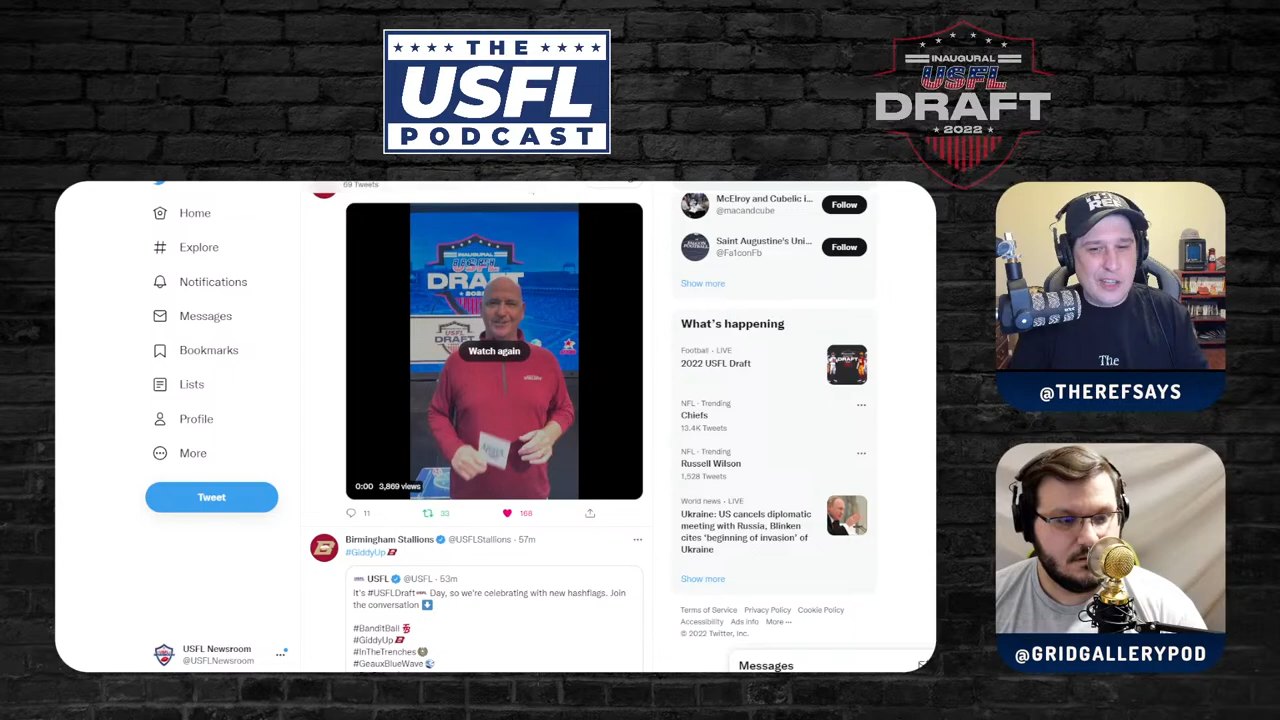 THE
USFL
PODCAST
INAUGURAL
USFL
DRAFT
2022
69 Tweets
Home
Explore
Notifications
Messages
Bookmarks
Lists
Profile
More
Tweet
USFL Newsroom
@USFLNewsroom
INAUGURAL
USFL
DRAFT
Watch again
0:00 3,869 views
11 33 168
Birmingham Stallions @USFLStallions · 57m
#GiddyUp
USFL @USFL · 53m
It's #USFLDraft Day, so we're celebrating with new hashflags. Join
the conversation
#BanditBall
#GiddyUp
#InTheTrenches
#GeauxBlueWave
McElroy and Cubelic i...
@macandcube
Follow
Saint Augustine's Uni...
@Fa1conFb
Follow
Show more
What's happening
Football · LIVE
2022 USFL Draft
NFL · Trending
Chiefs
13.4K Tweets
NFL · Trending
Russell Wilson
1,528 Tweets
World news · LIVE
Ukraine: US cancels diplomatic
meeting with Russia, Blinken
cites 'beginning of invasion' of
Ukraine
Show more
Terms of Service Privacy Policy Cookie Policy
Accessibility Ads info More ···
© 2022 Twitter, Inc.
Messages
The
@THEREFSAYS
@GRIDGALLERYPOD